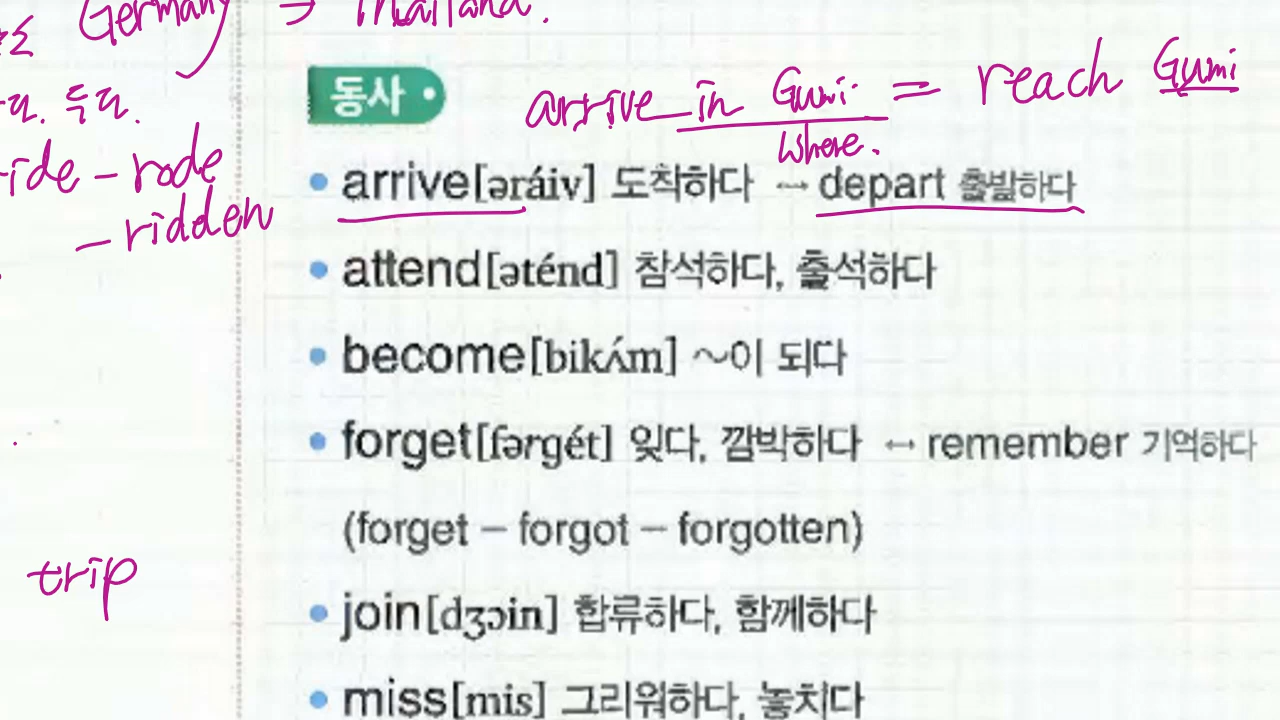 Germany → Thailand.
두다.
ride – rode
– ridden
trip
동사
arrive in Gumi = reach Gumi
where.
arrive[əráiv] 도착하다 ↔ depart 출발하다
attend[əténd] 참석하다, 출석하다
become[bikʌ́m] ~이 되다
forget[fərgét] 잊다, 깜박하다 ↔ remember 기억하다
(forget – forgot – forgotten)
join[dʒɔin] 합류하다, 함께하다
miss[mis] 그리워하다, 놓치다